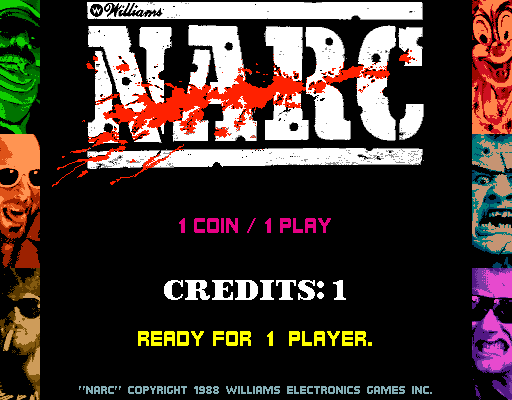 Williams
NARC
1 COIN / 1 PLAY
CREDITS: 1
READY FOR 1 PLAYER.
"NARC" COPYRIGHT 1988 WILLIAMS ELECTRONICS GAMES INC.